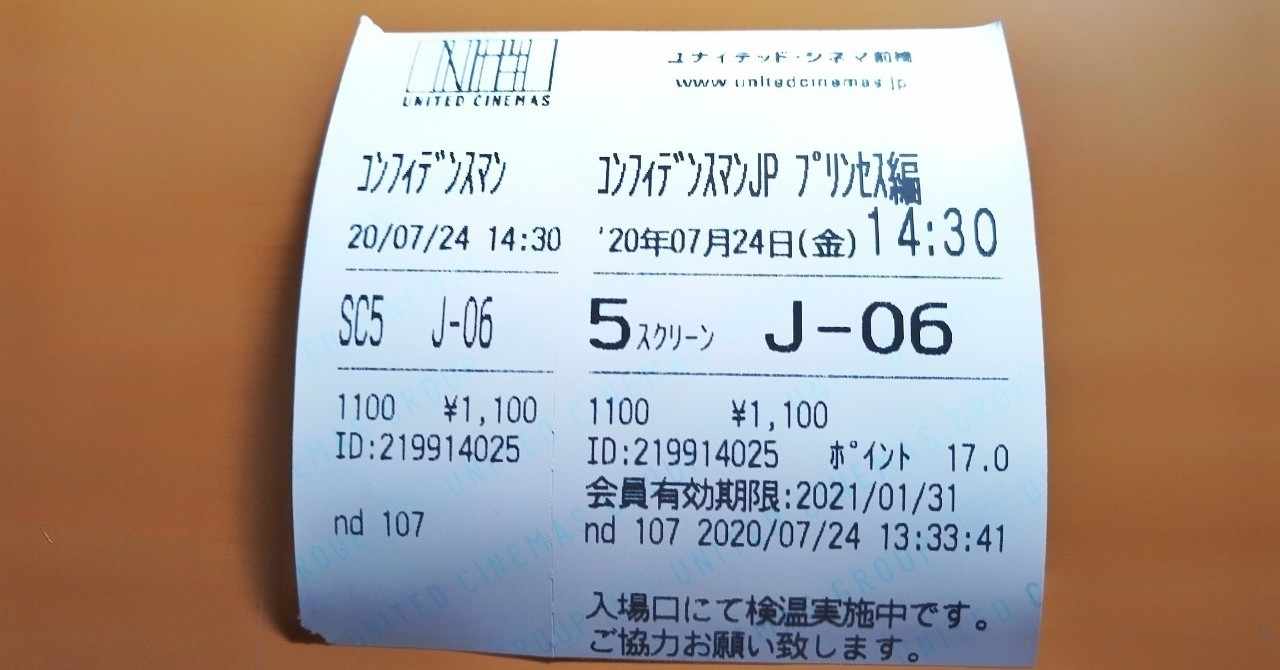 UNITED CINEMAS
ユナイテッド・シネマ前橋
www.unitedcinemas.jp
コンフィデンスマン
20/07/24 14:30
SC5 J-06
1100 ¥1,100
ID:219914025
nd 107
コンフィデンスマンJP プリンセス編
'20年07月24日(金) 14:30
5スクリーン J-06
1100 ¥1,100
ID:219914025 ポイント 17.0
会員有効期限:2021/01/31
nd 107 2020/07/24 13:33:41
入場口にて検温実施中です。
ご協力お願い致します。